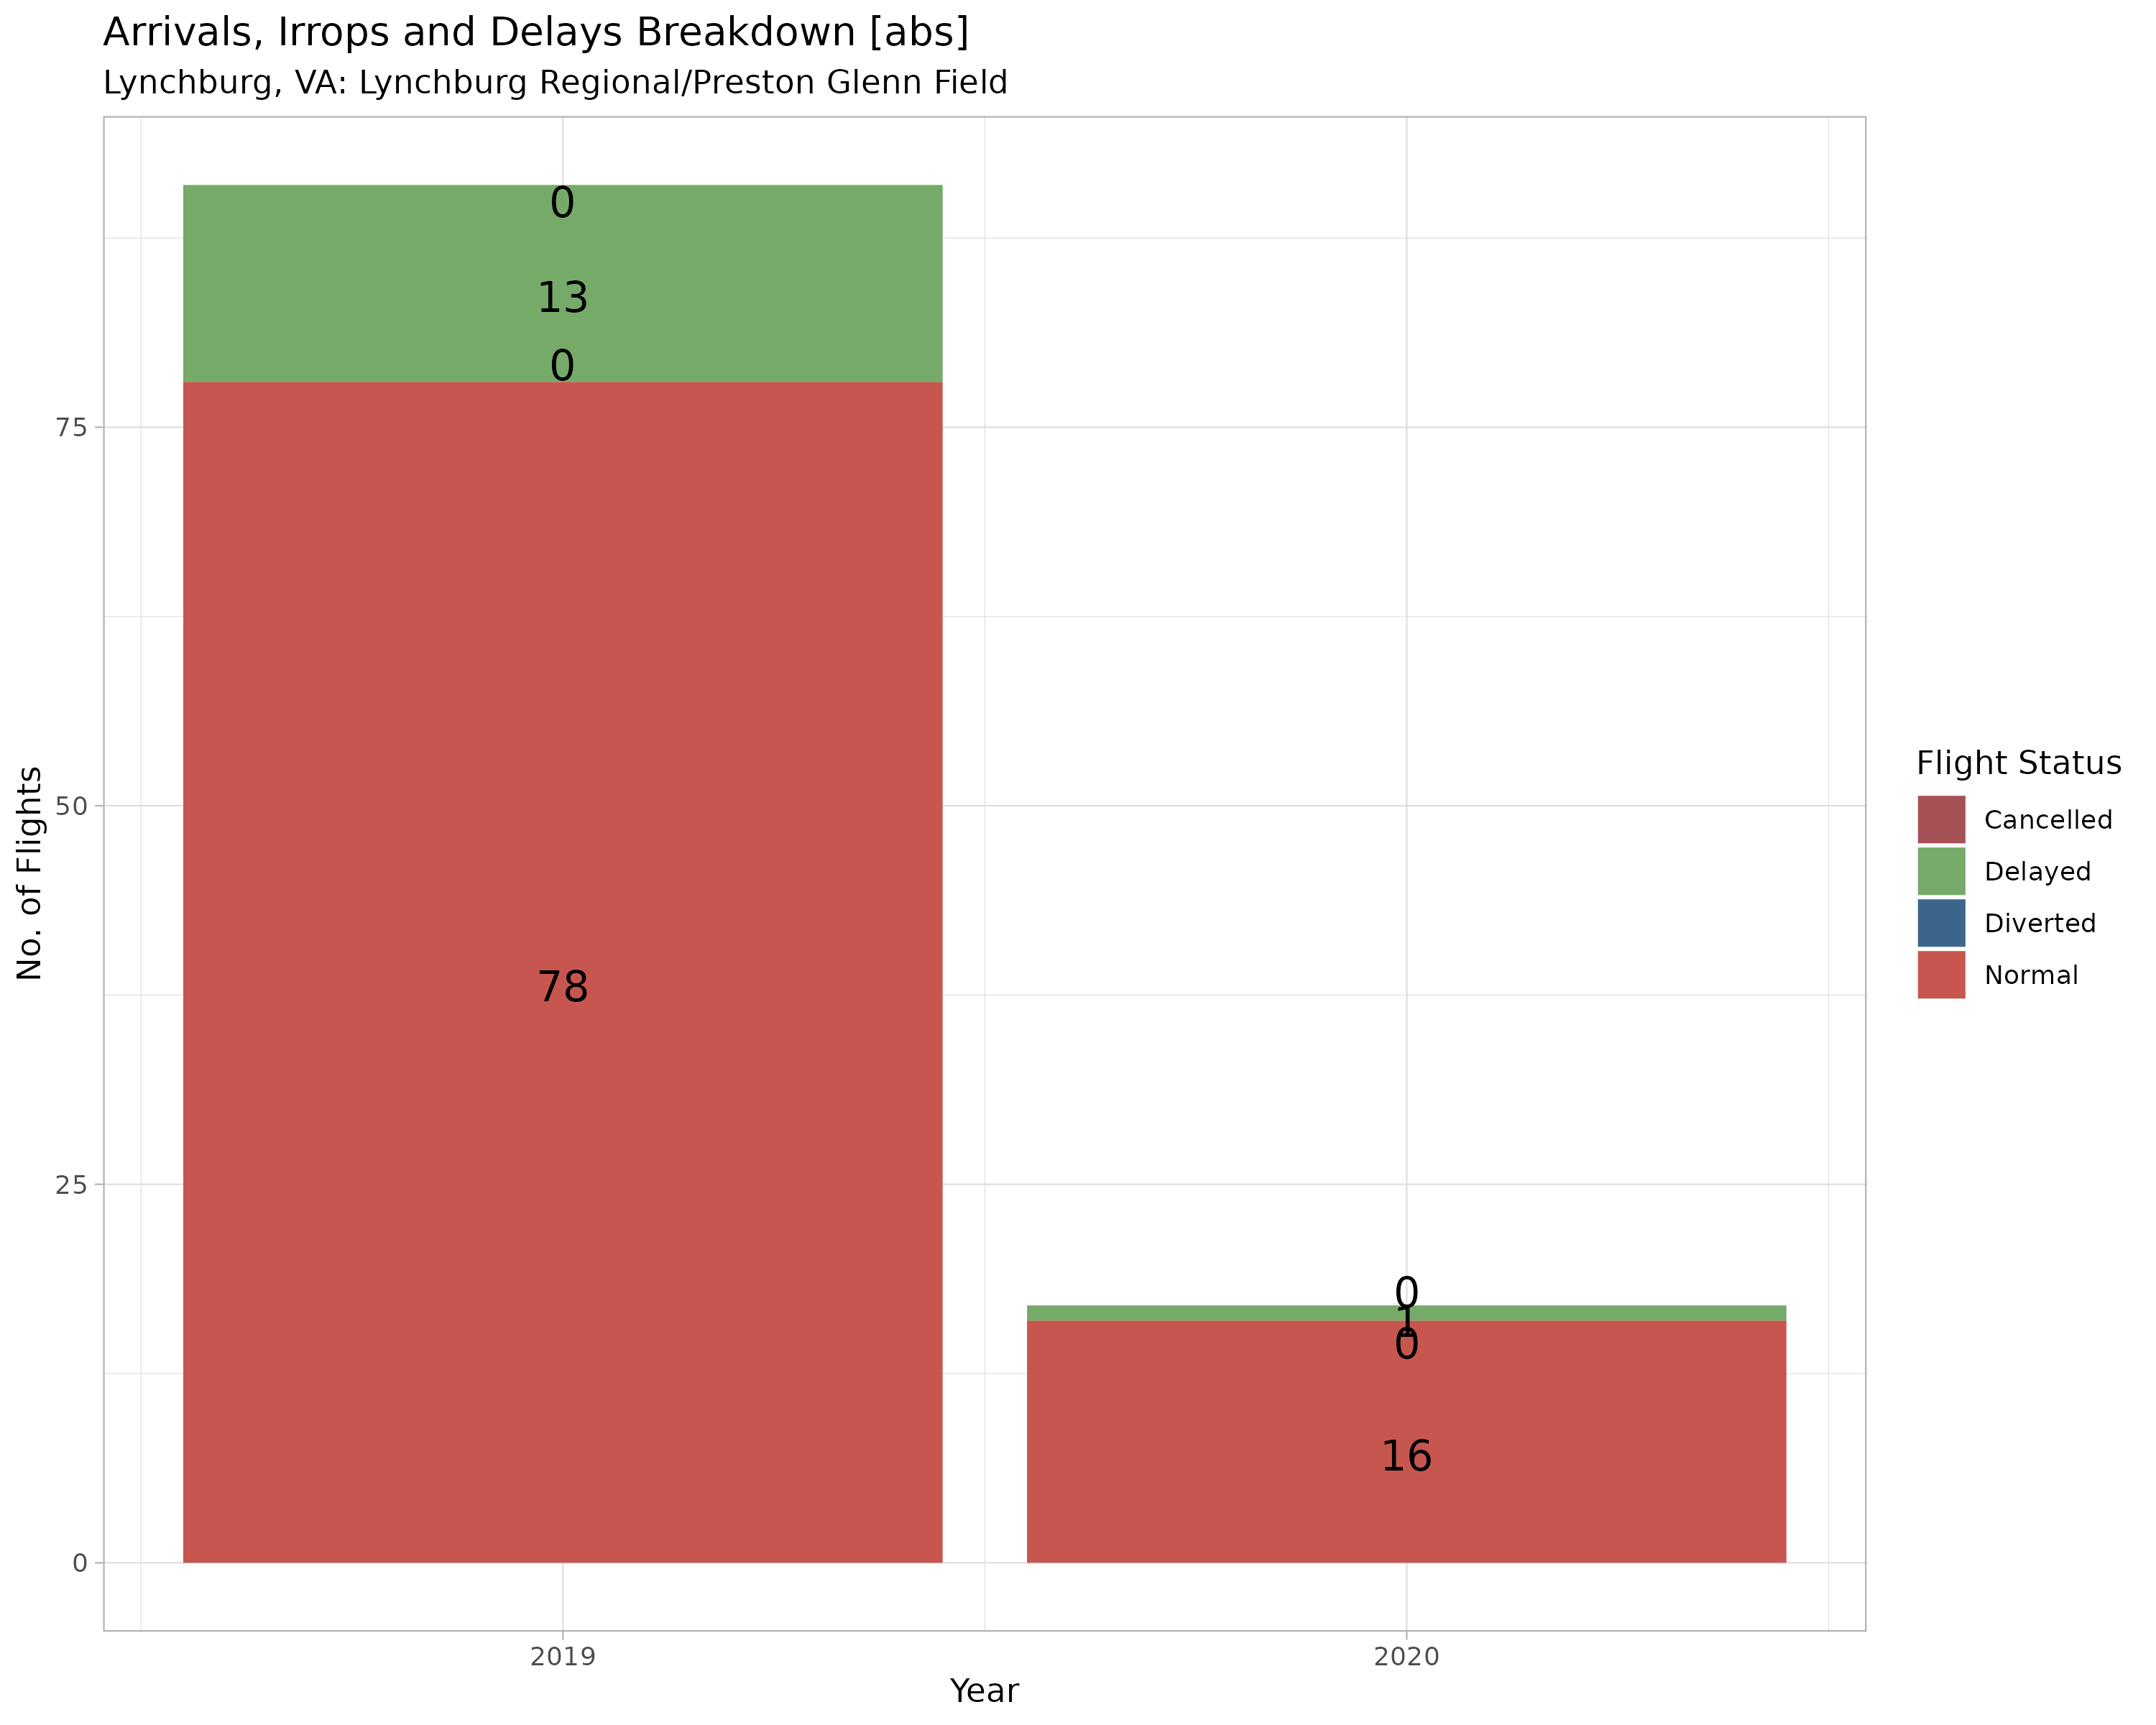 Arrivals, Irrops and Delays Breakdown [abs]
Lynchburg, VA: Lynchburg Regional/Preston Glenn Field
0
13
0
75
50
78
25
0
1
0
16
0
2019 2020
Year
No. of Flights
Flight Status
Cancelled
Delayed
Diverted
Normal